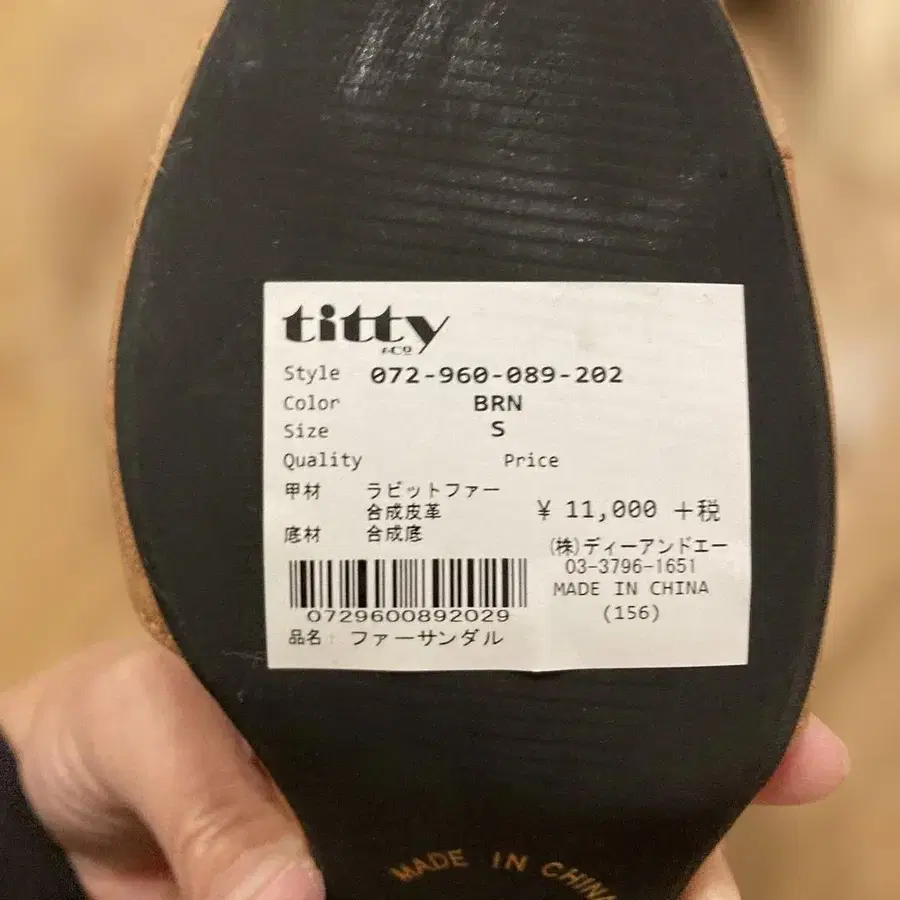 titty
&Co
Style 072-960-089-202
Color BRN
Size S
Quality Price
甲材 ラビットファー
合成皮革
底材 合成底
¥ 11,000 +税
(株)ディーアンドエー
03-3796-1651
MADE IN CHINA
(156)
0729600892029
品名: ファーサンダル
MADE IN CHINA